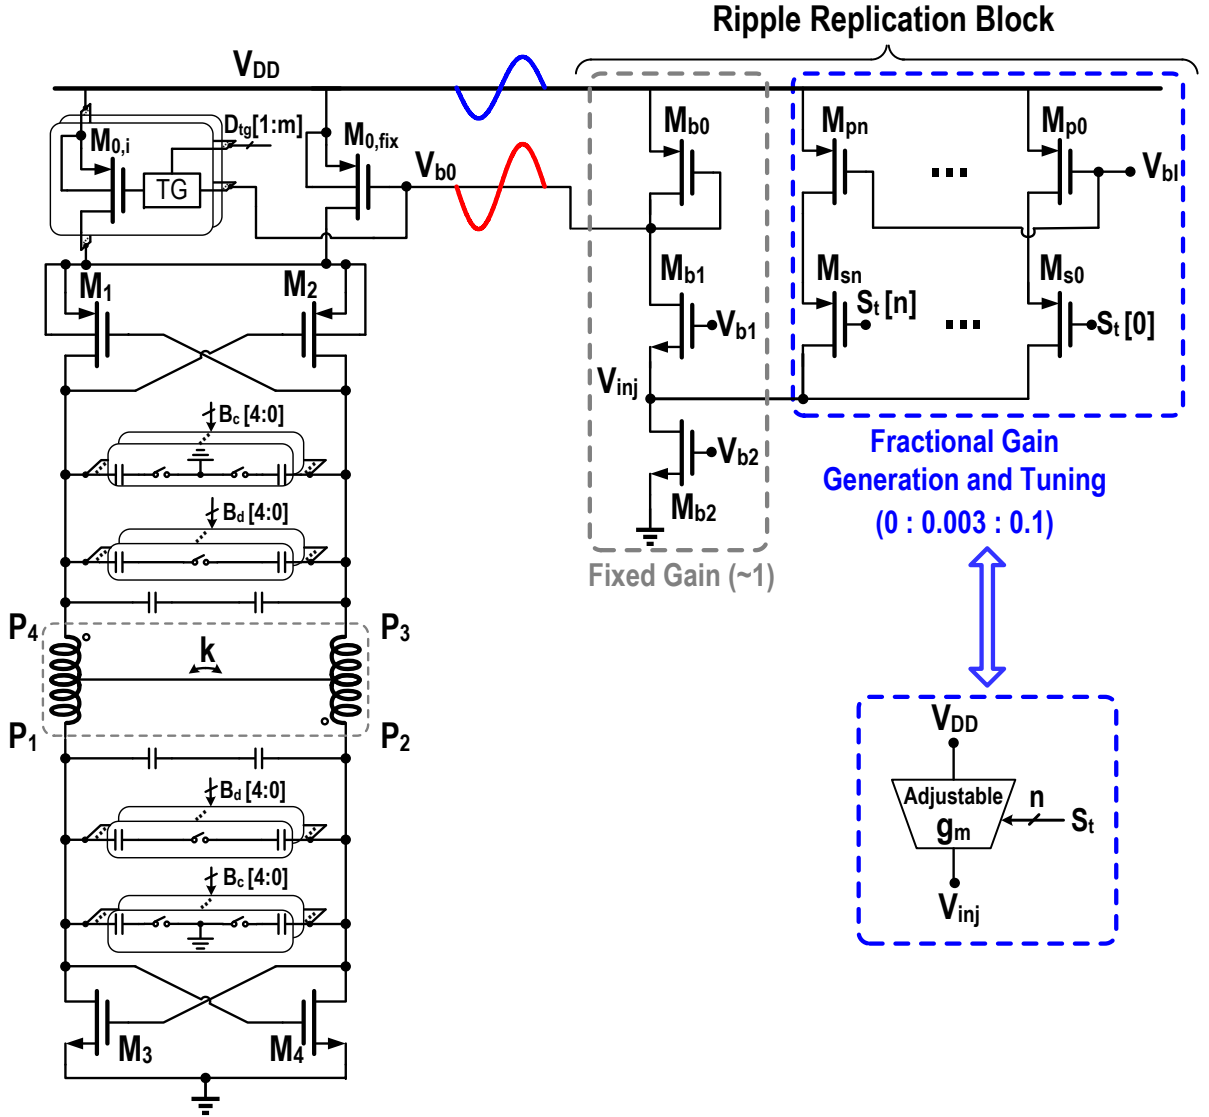 Ripple Replication Block
VDD
Dtg[1:m]
M0,i
M0,fix
Vb0
TG
Mb0
Mpn
Mp0
VbI
M1
M2
Mb1
Msn
Ms0
St [n]
St [0]
Vb1
Vinj
Vb2
Mb2
Fixed Gain (~1)
Fractional Gain
Generation and Tuning
(0 : 0.003 : 0.1)
Bc [4:0]
Bd [4:0]
P4
P3
k
P1
P2
Bd [4:0]
Bc [4:0]
M3
M4
VDD
Adjustable
gm
n
St
Vinj